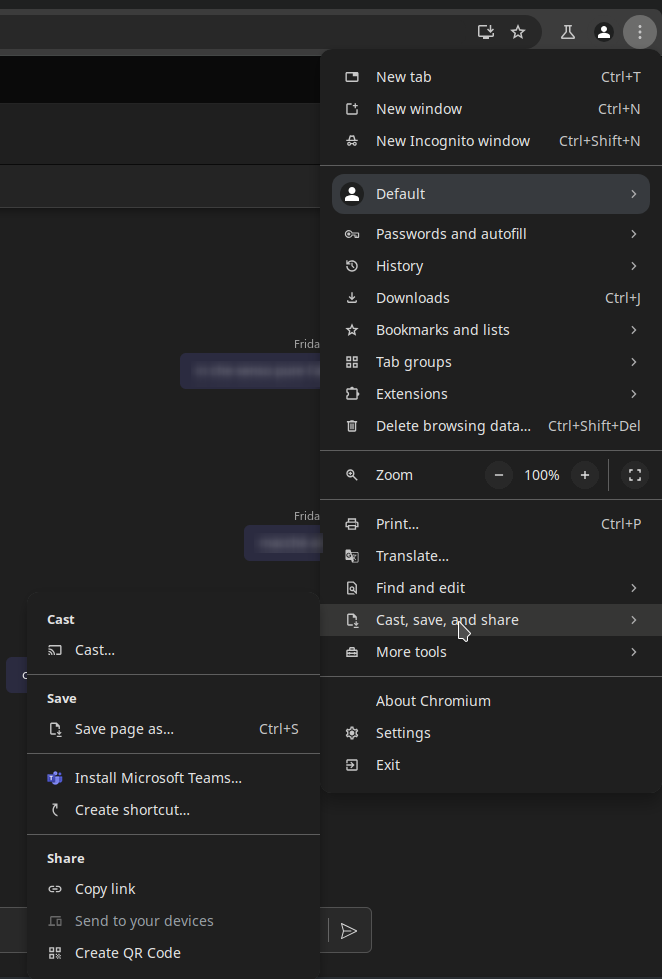 New tab Ctrl+T
New window Ctrl+N
New Incognito window Ctrl+Shift+N
Default
Passwords and autofill
History
Downloads Ctrl+J
Bookmarks and lists
Tab groups
Extensions
Delete browsing data... Ctrl+Shift+Del
Zoom − 100% +
Print... Ctrl+P
Translate...
Find and edit
Cast, save, and share
More tools
About Chromium
Settings
Exit
Frida
Frida
Cast
Cast...
Save
Save page as... Ctrl+S
Install Microsoft Teams...
Create shortcut...
Share
Copy link
Send to your devices
Create QR Code